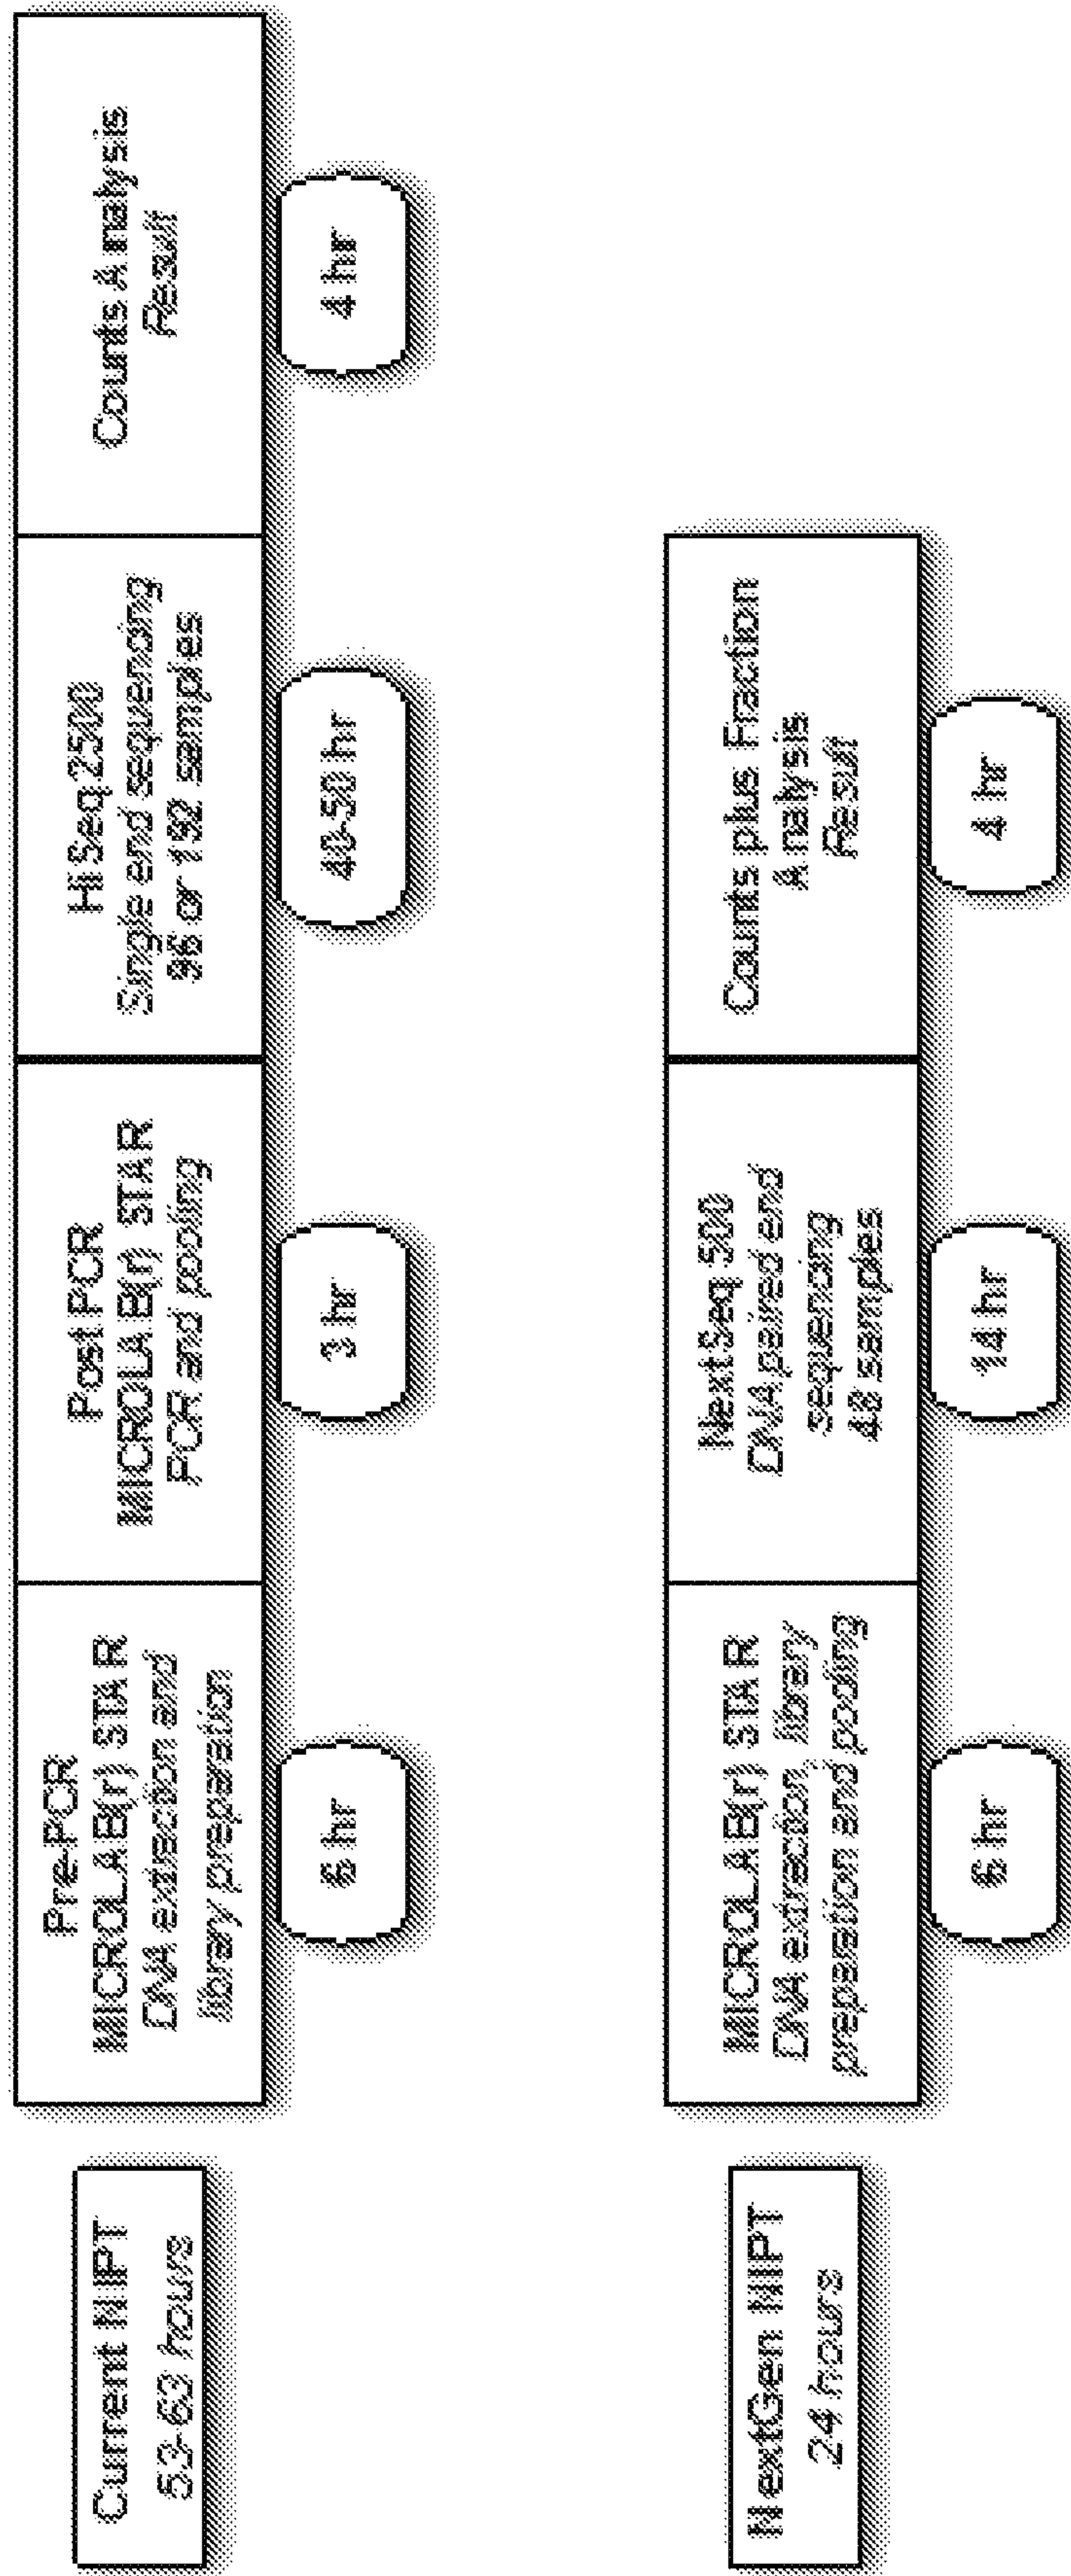 Current NIPT
53-63 hours
Pre-PCR
MICROLAB(r) STAR
DNA extraction and
library preparation
6 hr
Post PCR
MICROLAB(r) STAR
PCR and pooling
3 hr
HiSeq2500
Single end sequencing
96 or 192 samples
40-50 hr
Counts Analysis
Result
4 hr
NextGen NIPT
24 hours
MICROLAB(r) STAR
DNA extraction, library
preparation and pooling
6 hr
NextSeq 500
DNA paired end
sequencing
48 samples
14 hr
Counts plus Fraction
Analysis
Result
4 hr